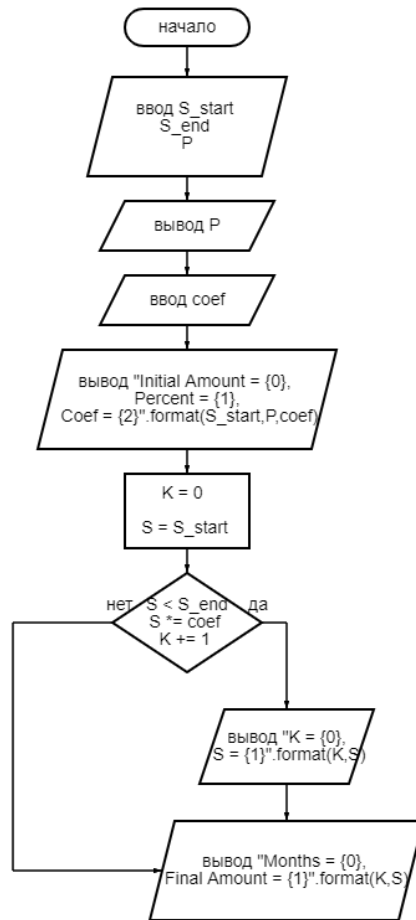 начало
ввод S_start
S_end
P
вывод P
ввод coef
вывод "Initial Amount = {0},
Percent = {1},
Coef = {2}".format(S_start,P,coef)
K = 0
S = S_start
нет
S < S_end
да
S *= coef
K += 1
вывод "K = {0},
S = {1}".format(K,S)
вывод "Months = {0},
Final Amount = {1}".format(K,S)